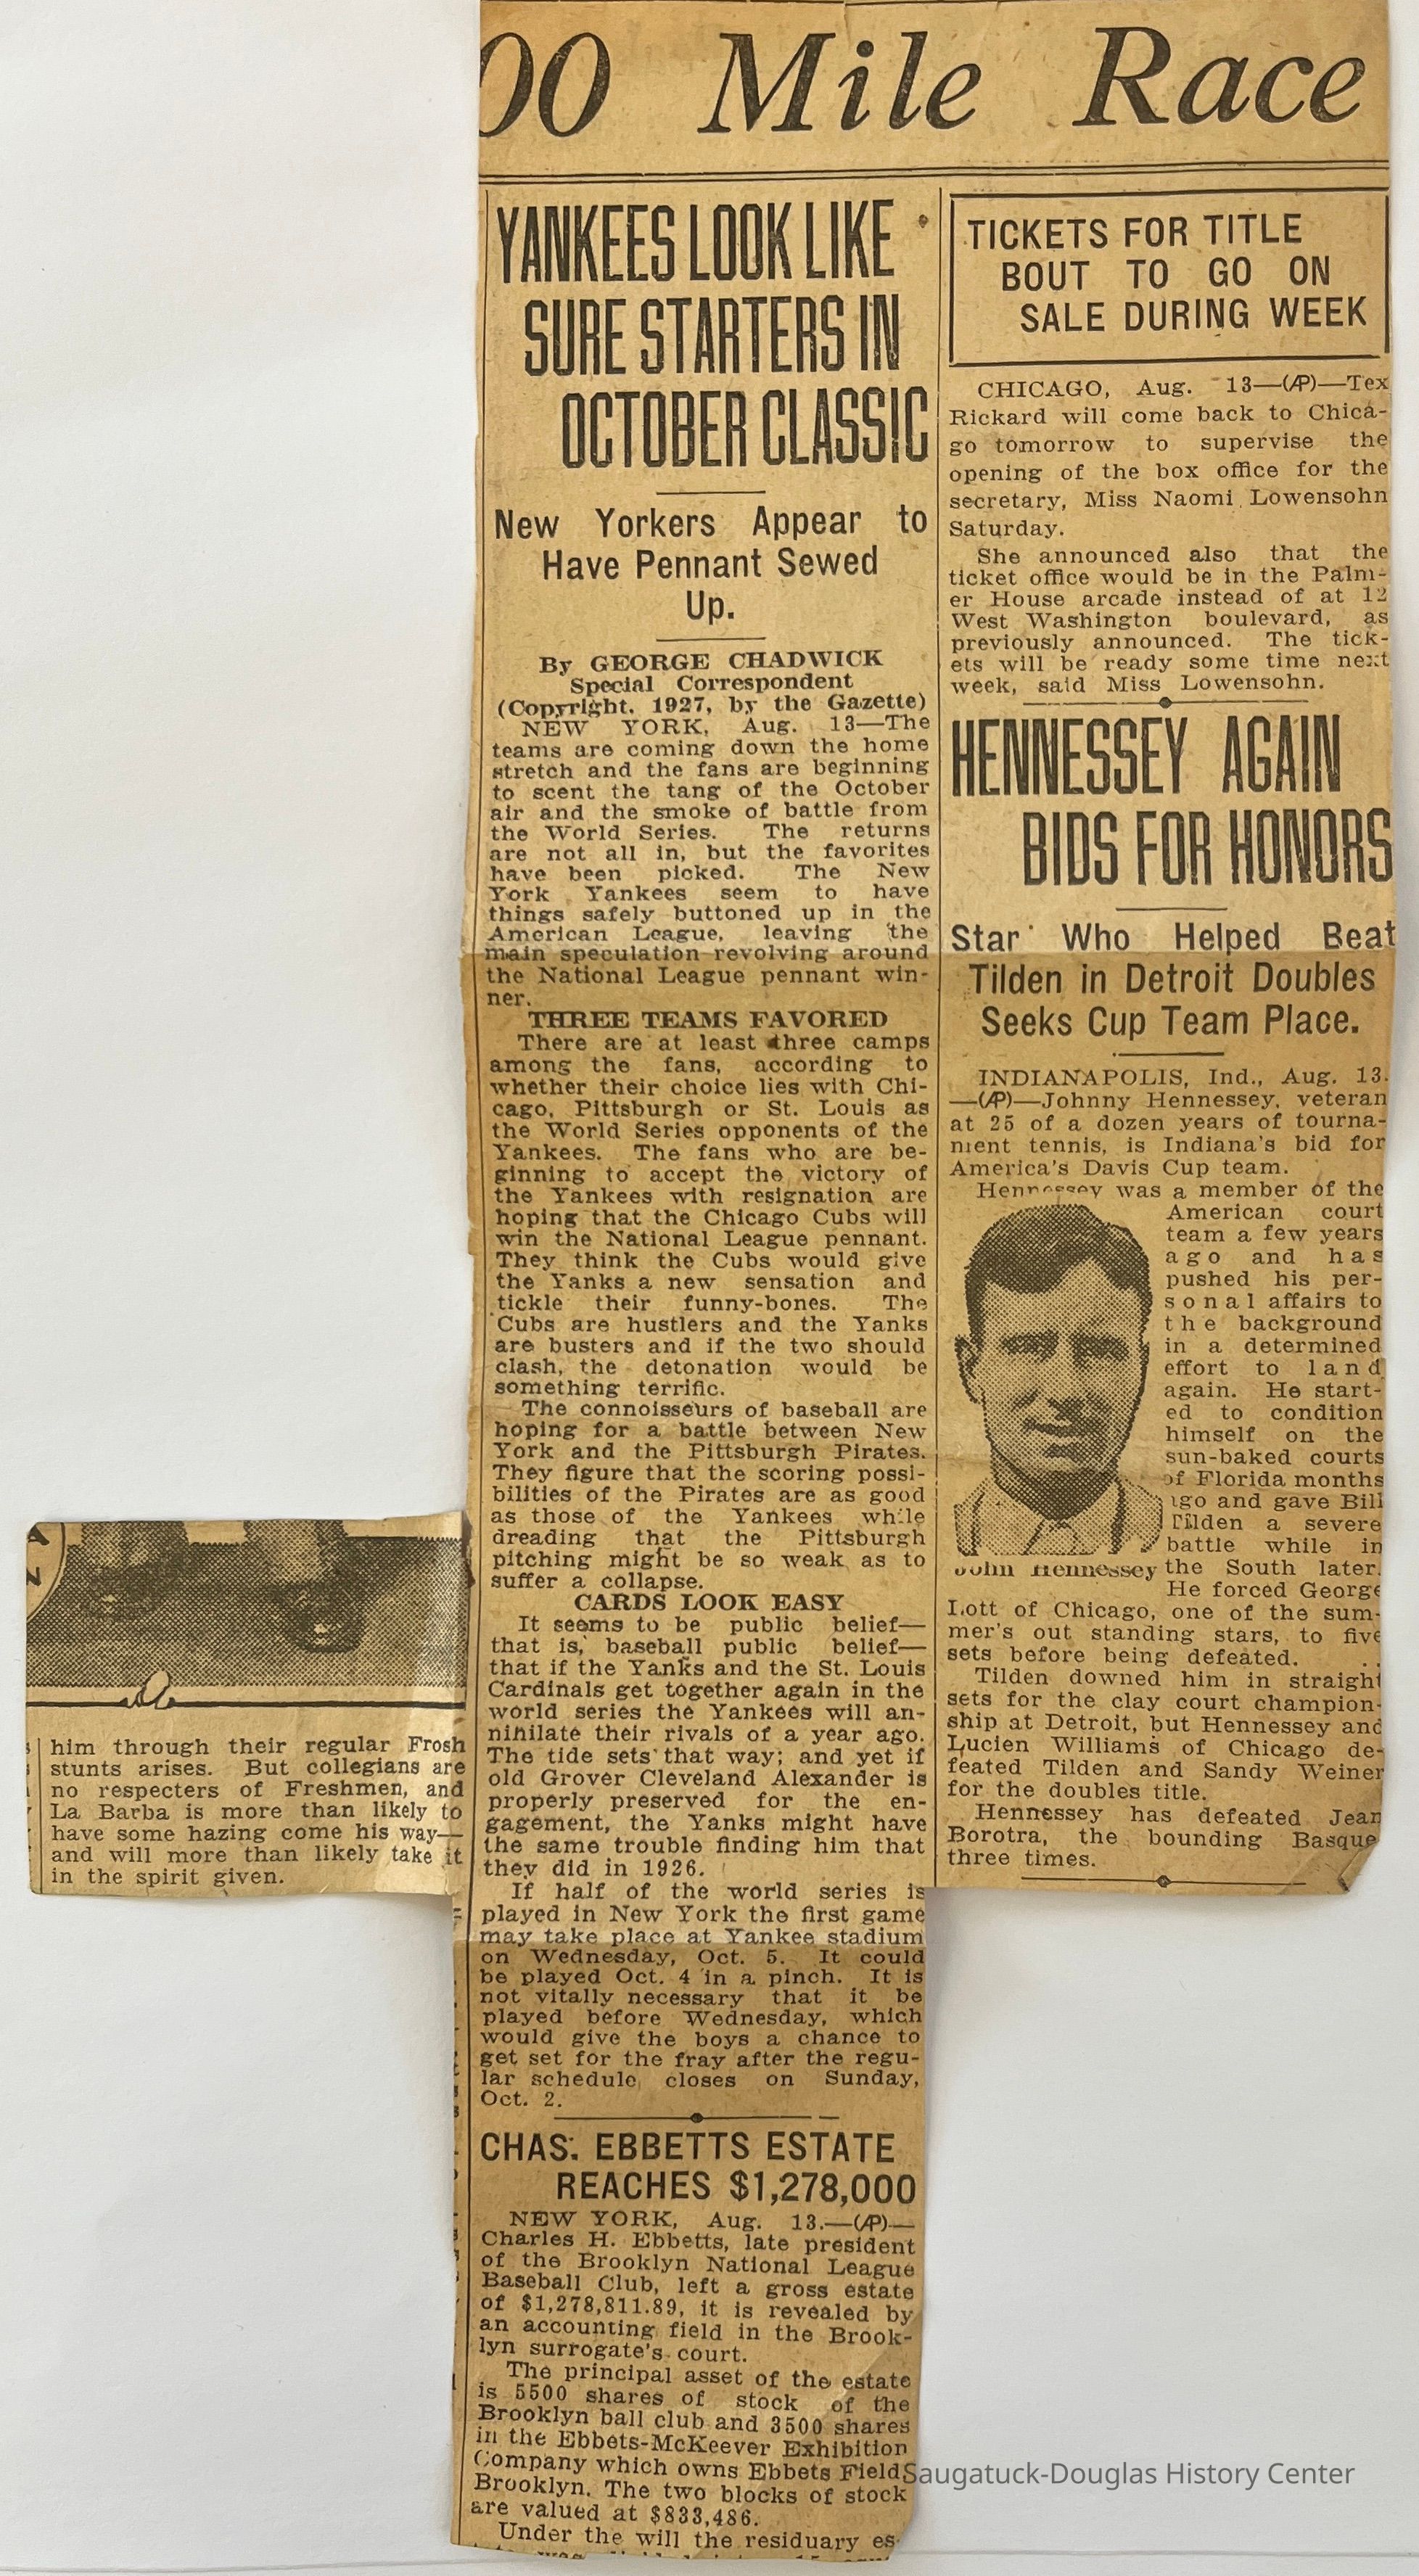 00 Mile Race
YANKEES LOOK LIKE
SURE STARTERS IN
OCTOBER CLASSIC
New Yorkers Appear to
Have Pennant Sewed
Up.
By GEORGE CHADWICK
Special Correspondent
(Copyright, 1927, by the Gazette)
NEW YORK, Aug. 13—The
teams are coming down the home
stretch and the fans are beginning
to scent the tang of the October
air and the smoke of battle from
the World Series. The returns
are not all in, but the favorites
have been picked. The New
York Yankees seem to have
things safely buttoned up in the
American League, leaving the
main speculation revolving around
the National League pennant win-
ner.
THREE TEAMS FAVORED
There are at least three camps
among the fans, according to
whether their choice lies with Chi-
cago, Pittsburgh or St. Louis as
the World Series opponents of the
Yankees. The fans who are be-
ginning to accept the victory of
the Yankees with resignation are
hoping that the Chicago Cubs will
win the National League pennant.
They think the Cubs would give
the Yanks a new sensation and
tickle their funny-bones. The
Cubs are hustlers and the Yanks
are busters and if the two should
clash, the detonation would be
something terrific.
The connoisseurs of baseball are
hoping for a battle between New
York and the Pittsburgh Pirates.
They figure that the scoring possi-
bilities of the Pirates are as good
as those of the Yankees while
dreading that the Pittsburgh
pitching might be so weak as to
suffer a collapse.
CARDS LOOK EASY
It seems to be public belief—
that is, baseball public belief—
that if the Yanks and the St. Louis
Cardinals get together again in the
world series the Yankees will an-
nihilate their rivals of a year ago.
The tide sets that way; and yet if
old Grover Cleveland Alexander is
properly preserved for the en-
gagement, the Yanks might have
the same trouble finding him that
they did in 1926.
If half of the world series is
played in New York the first game
may take place at Yankee stadium
on Wednesday, Oct. 5. It could
be played Oct. 4 in a pinch. It is
not vitally necessary that it be
played before Wednesday, which
would give the boys a chance to
get set for the fray after the regu-
lar schedule closes on Sunday,
Oct. 2.
CHAS. EBBETTS ESTATE
REACHES $1,278,000
NEW YORK, Aug. 13.—(AP)—
Charles H. Ebbetts, late president
of the Brooklyn National League
Baseball Club, left a gross estate
of $1,278,811.89, it is revealed by
an accounting field in the Brook-
lyn surrogate's court.
The principal asset of the estate
is 5500 shares of stock of the
Brooklyn ball club and 3500 shares
in the Ebbets-McKeever Exhibition
Company which owns Ebbets Field
Brooklyn. The two blocks of stock
are valued at $833,486.
Under the will the residuary es-
TICKETS FOR TITLE
BOUT TO GO ON
SALE DURING WEEK
CHICAGO, Aug. 13—(AP)—Tex
Rickard will come back to Chica-
go tomorrow to supervise the
opening of the box office for the
secretary, Miss Naomi Lowensohn
Saturday.
She announced also that the
ticket office would be in the Palm-
er House arcade instead of at 12
West Washington boulevard, as
previously announced. The tick-
ets will be ready some time next
week, said Miss Lowensohn.
HENNESSEY AGAIN
BIDS FOR HONORS
Star Who Helped Beat
Tilden in Detroit Doubles
Seeks Cup Team Place.
INDIANAPOLIS, Ind., Aug. 13.
—(AP)—Johnny Hennessey, veteran
at 25 of a dozen years of tourna-
ment tennis, is Indiana's bid for
America's Davis Cup team.
Hennessey was a member of the
American court
team a few years
ago and has
pushed his per-
sonal affairs to
the background
in a determined
effort to land
again. He start-
ed to condition
himself on the
sun-baked courts
of Florida months
ago and gave Bill
Tilden a severe
battle while in
the South later.
John Hennessey
He forced George
Lott of Chicago, one of the sum-
mer's out standing stars, to five
sets before being defeated.
Tilden downed him in straight
sets for the clay court champion-
ship at Detroit, but Hennessey and
Lucien Williams of Chicago de-
feated Tilden and Sandy Weiner
for the doubles title.
Hennessey has defeated Jean
Borotra, the bounding Basque
three times.
him through their regular Frosh
stunts arises. But collegians are
no respecters of Freshmen, and
La Barba is more than likely to
have some hazing come his way—
and will more than likely take it
in the spirit given.
Saugatuck-Douglas History Center